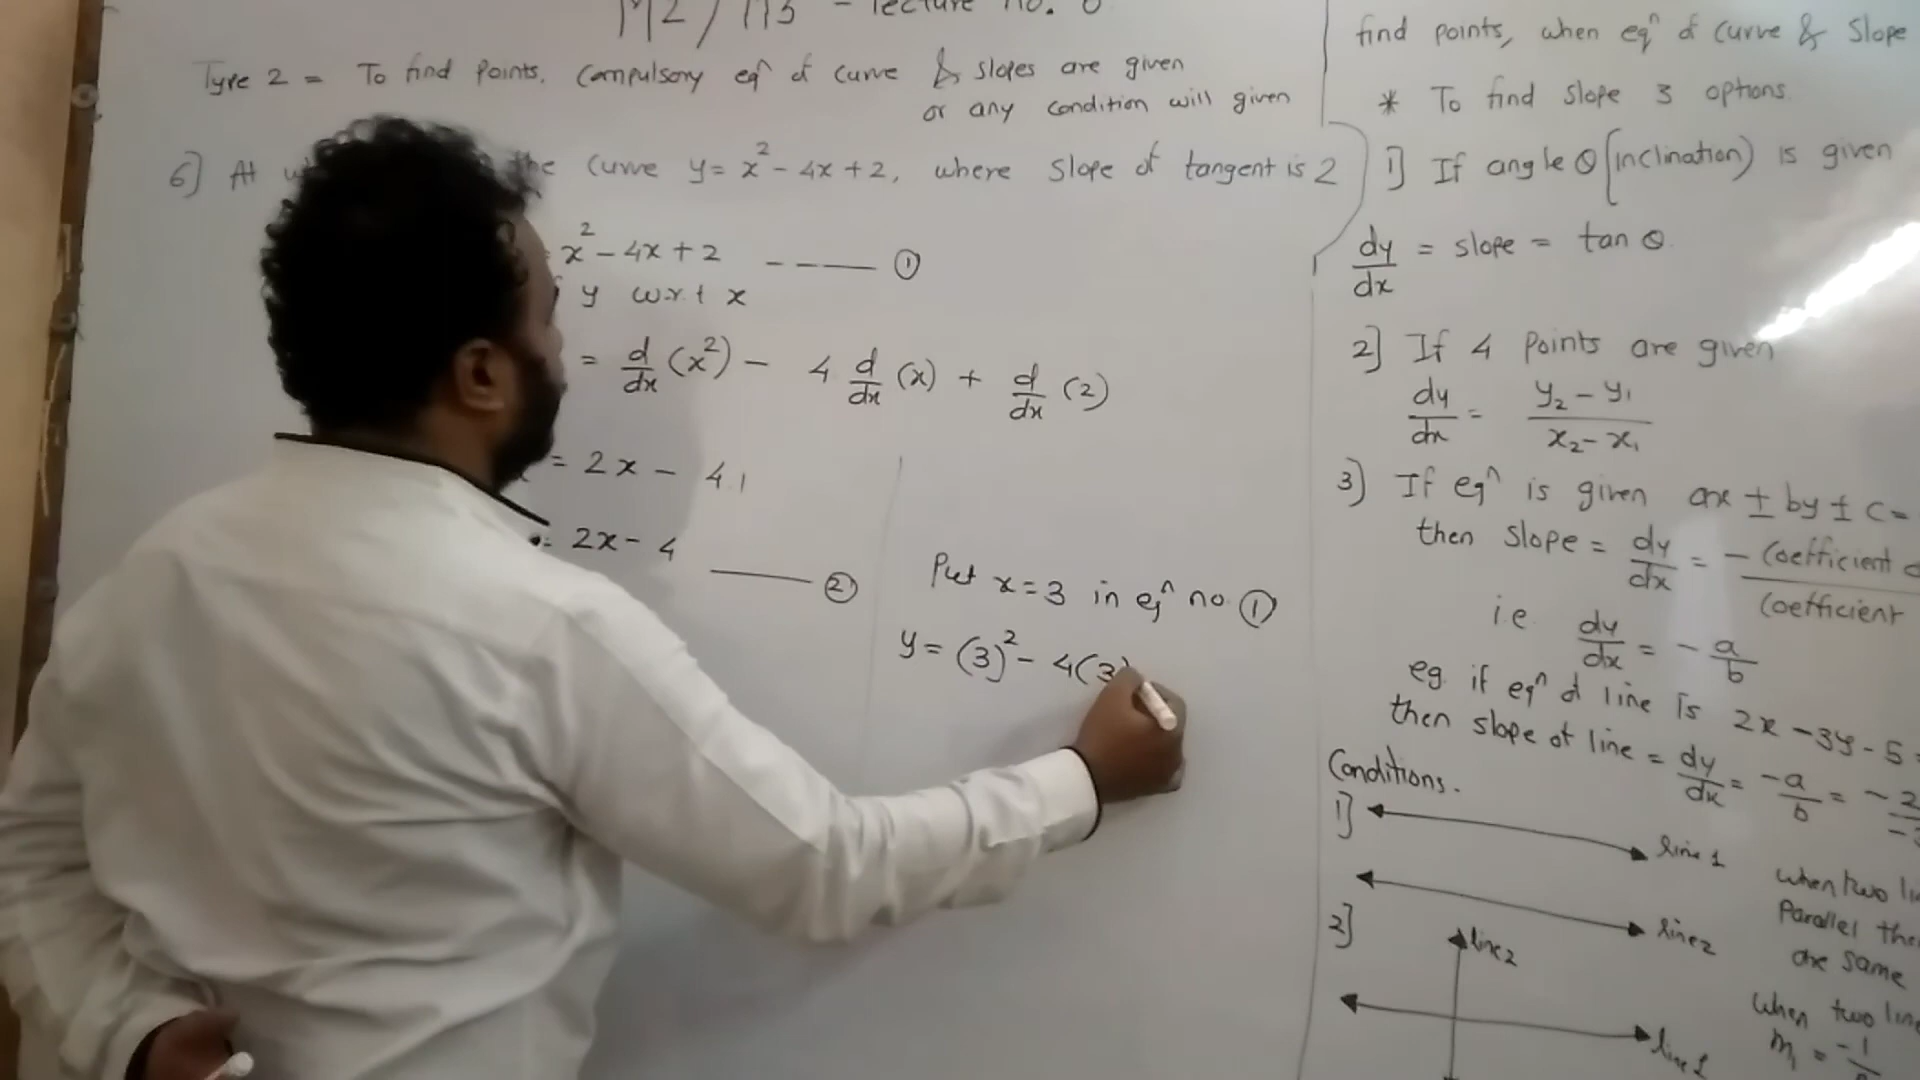 M2 / M3 - lecture no. 6
Type 2 = To find Points, Compulsory eqⁿ of curve & slopes are given
or any condition will given
6] At the curve y = x² - 4x + 2, where slope of tangent is 2
x² - 4x + 2 ---- ①
y w.r.t x
= d/dx (x²) - 4 d/dx (x) + d/dx (2)
= 2x - 4.1
= 2x - 4 —— ②
Put x = 3 in eqⁿ no. ①
y = (3)² - 4(3)
find points, when eqⁿ of curve & slope
* To find slope 3 options
1] If angle θ (inclination) is given
dy/dx = slope = tan θ.
2] If 4 points are given
dy/dx = y₂ - y₁ / x₂ - x₁
3] If eqⁿ is given ax ± by ± c =
then slope = dy/dx = - coefficient / coefficient
i.e dy/dx = - a/b
eg. if eqⁿ of line is 2x - 3y - 5 =
then slope of line = dy/dx = -a/b = - 2/-3
Conditions.
1] line 1
line 2
When two
Parallel
are same
2] line 2
line 1
When two
m₁ = -1